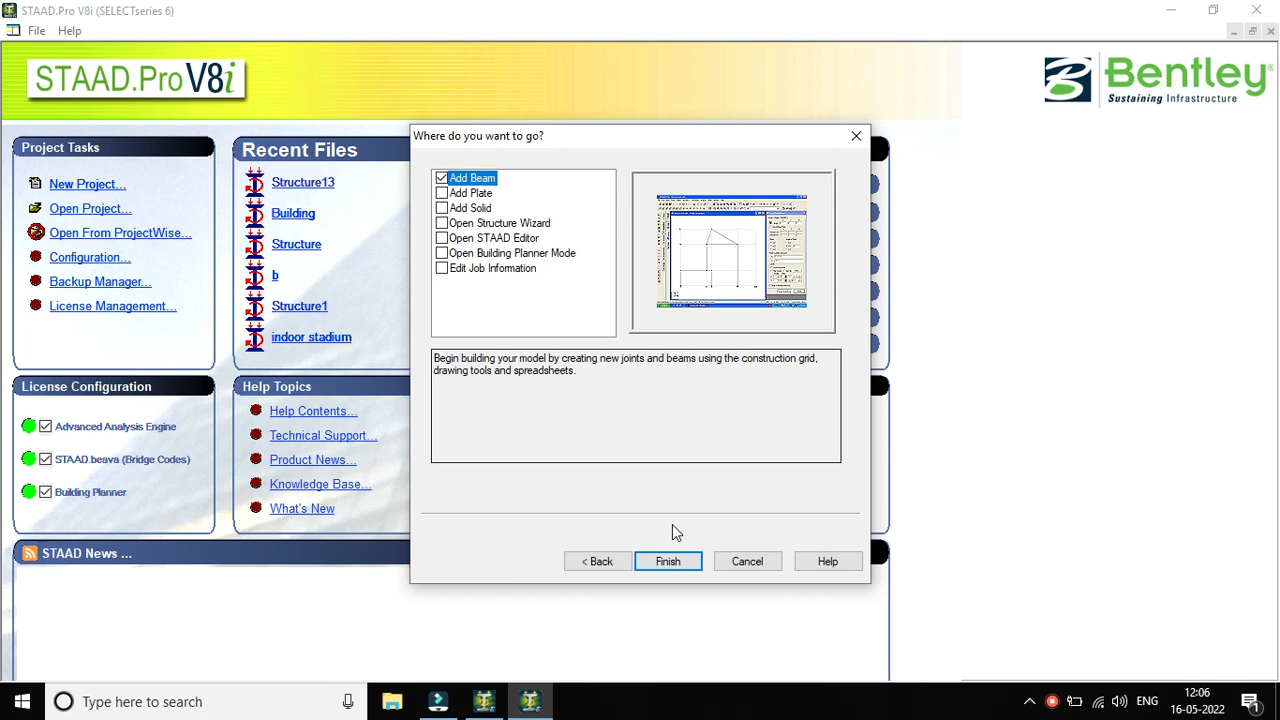 STAAD.Pro V8i (SELECTseries 6)
File Help
STAAD.Pro V8i
Bentley®
Sustaining Infrastructure
Project Tasks
New Project...
Open Project...
Open From ProjectWise...
Configuration...
Backup Manager...
License Management...
Recent Files
Structure13
Building
Structure
b
Structure1
indoor stadium
License Configuration
Advanced Analysis Engine
STAAD.beava (Bridge Codes)
Building Planner
Help Topics
Help Contents...
Technical Support...
Product News...
Knowledge Base...
What's New
STAAD News ...
Where do you want to go?
Add Beam
Add Plate
Add Solid
Open Structure Wizard
Open STAAD Editor
Open Building Planner Mode
Edit Job Information
Begin building your model by creating new joints and beams using the construction grid,
drawing tools and spreadsheets.
< Back Finish Cancel Help
Type here to search
ENG
12:06
16-05-2022
1